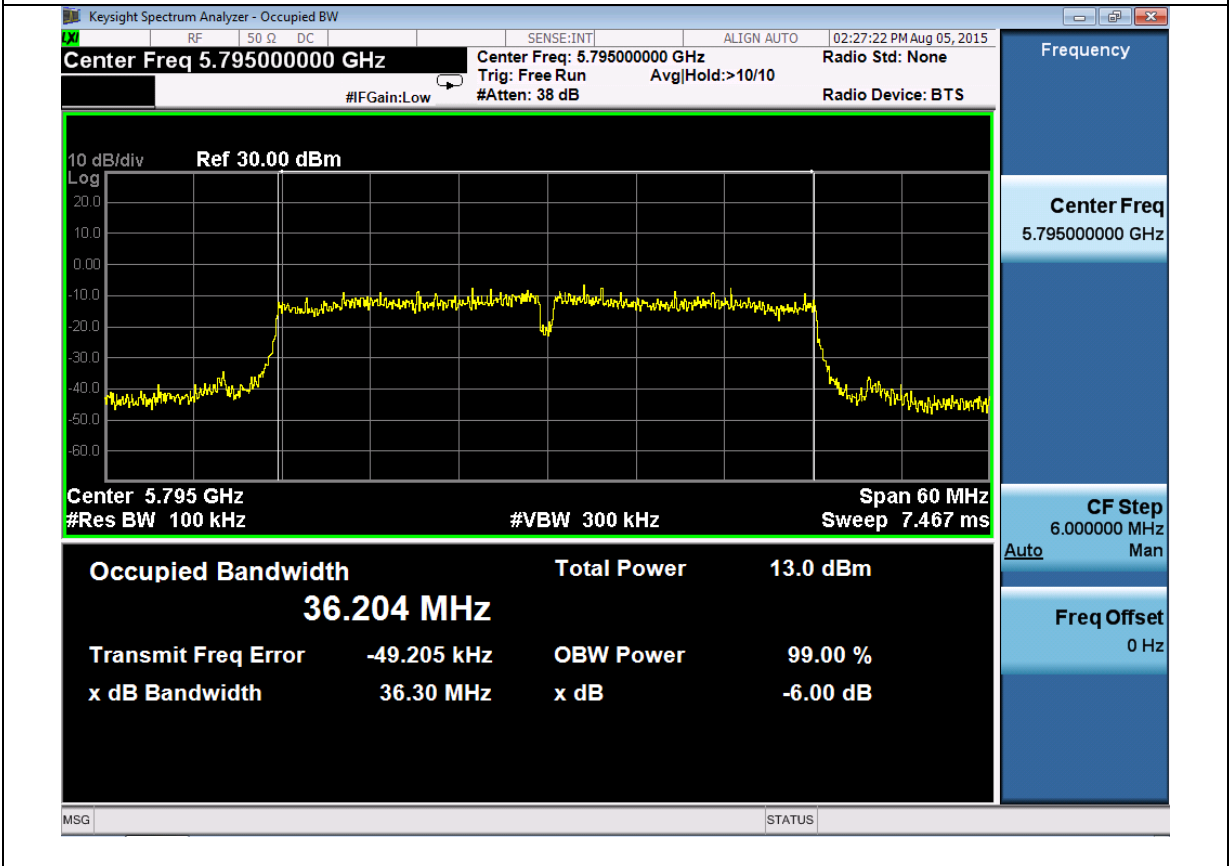 Keysight Spectrum Analyzer - Occupied BW
LXI RF 50 Ω DC SENSE:INT ALIGN AUTO 02:27:22 PM Aug 05, 2015
Center Freq 5.795000000 GHz
Center Freq: 5.795000000 GHz Radio Std: None
Trig: Free Run Avg|Hold:>10/10
#IFGain:Low #Atten: 38 dB Radio Device: BTS
10 dB/div Ref 30.00 dBm
Log
20.0
10.0
0.00
-10.0
-20.0
-30.0
-40.0
-50.0
-60.0
Center 5.795 GHz Span 60 MHz
#Res BW 100 kHz #VBW 300 kHz Sweep 7.467 ms
Occupied Bandwidth Total Power 13.0 dBm
36.204 MHz
Transmit Freq Error -49.205 kHz OBW Power 99.00 %
x dB Bandwidth 36.30 MHz x dB -6.00 dB
Frequency
Center Freq
5.795000000 GHz
CF Step
6.000000 MHz
Auto Man
Freq Offset
0 Hz
MSG STATUS